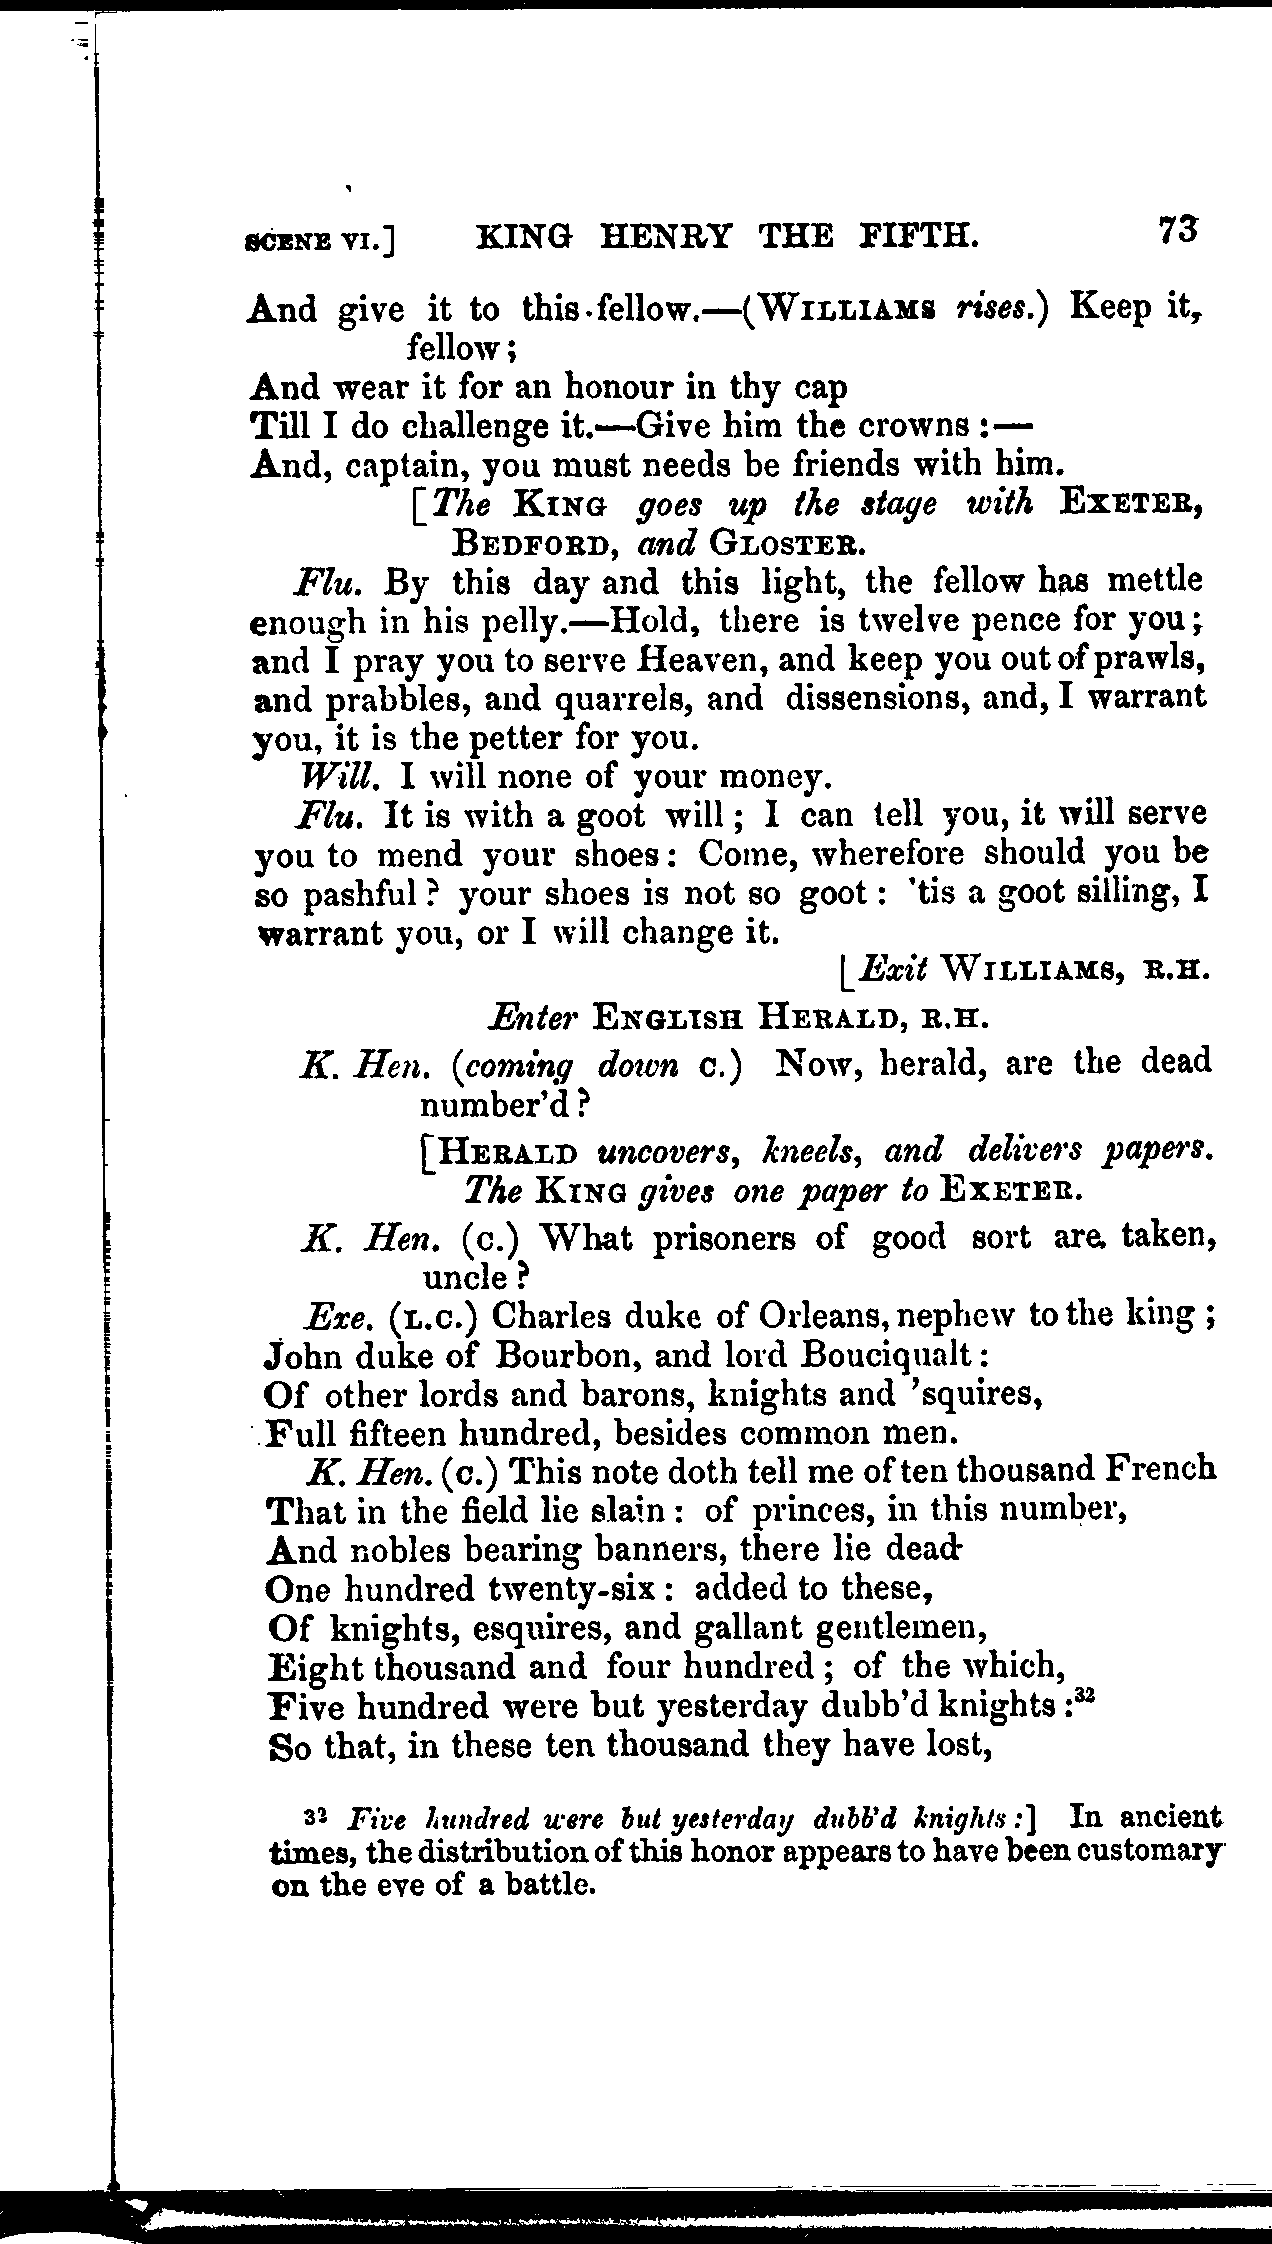 SCENE VI.] KING HENRY THE FIFTH. 73
And give it to this fellow.—(WILLIAMS rises.) Keep it,
fellow;
And wear it for an honour in thy cap
Till I do challenge it.—Give him the crowns:—
And, captain, you must needs be friends with him.
[The KING goes up the stage with EXETER,
BEDFORD, and GLOSTER.
Flu. By this day and this light, the fellow has mettle
enough in his pelly.—Hold, there is twelve pence for you;
and I pray you to serve Heaven, and keep you out of prawls,
and prabbles, and quarrels, and dissensions, and, I warrant
you, it is the petter for you.
Will. I will none of your money.
Flu. It is with a goot will; I can tell you, it will serve
you to mend your shoes: Come, wherefore should you be
so pashful? your shoes is not so goot: 'tis a goot silling, I
warrant you, or I will change it.
[Exit WILLIAMS, R.H.
Enter ENGLISH HERALD, R.H.
K. Hen. (coming down C.) Now, herald, are the dead
number'd?
[HERALD uncovers, kneels, and delivers papers.
The KING gives one paper to EXETER.
K. Hen. (C.) What prisoners of good sort are taken,
uncle?
Exe. (L.C.) Charles duke of Orleans, nephew to the king;
John duke of Bourbon, and lord Bouciqualt:
Of other lords and barons, knights and 'squires,
Full fifteen hundred, besides common men.
K. Hen. (C.) This note doth tell me of ten thousand French
That in the field lie slain: of princes, in this number,
And nobles bearing banners, there lie dead
One hundred twenty-six: added to these,
Of knights, esquires, and gallant gentlemen,
Eight thousand and four hundred; of the which,
Five hundred were but yesterday dubb'd knights:32
So that, in these ten thousand they have lost,
32 Five hundred were but yesterday dubb'd knights:] In ancient
times, the distribution of this honor appears to have been customary
on the eve of a battle.